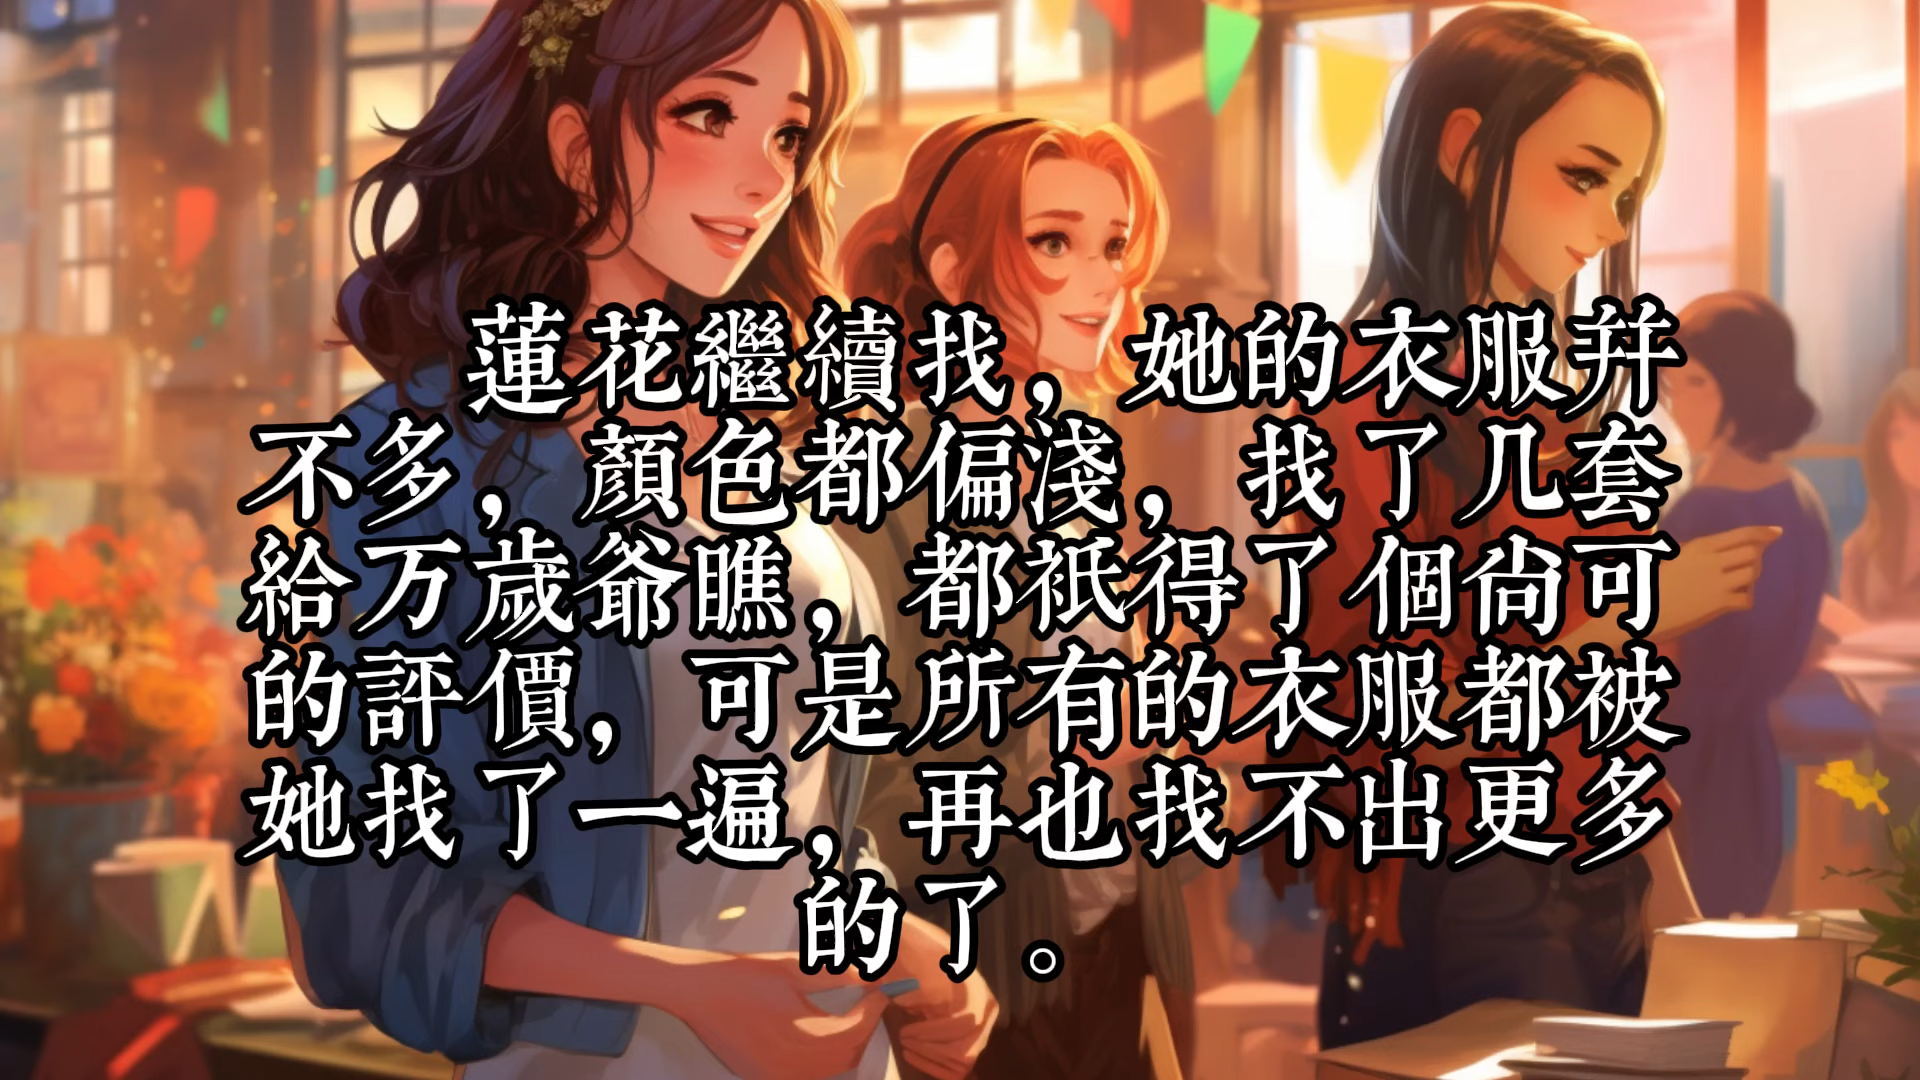 蓮花繼續找，她的衣服并
不多，顏色都偏淺，找了几套
給万歲爺瞧，都祇得了個尚可
的評價，可是所有的衣服都被
她找了一遍，再也找不出更多
的了。